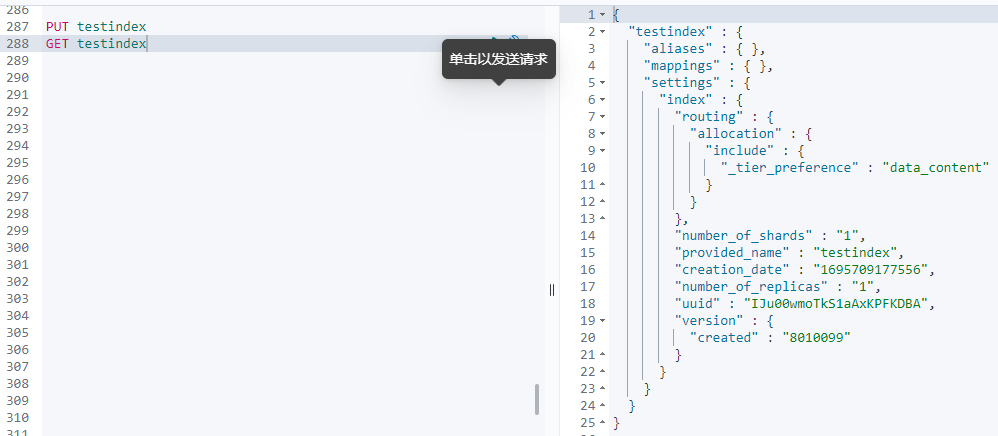 286
287 PUT testindex
288 GET testindex
289
290
291
292
293
294
295
296
297
298
299
300
301
302
303
304
305
306
307
308
309
310
311
单击以发送请求
1 {
2 "testindex" : {
3 "aliases" : { },
4 "mappings" : { },
5 "settings" : {
6 "index" : {
7 "routing" : {
8 "allocation" : {
9 "include" : {
10 "_tier_preference" : "data_content"
11 }
12 }
13 },
14 "number_of_shards" : "1",
15 "provided_name" : "testindex",
16 "creation_date" : "1695709177556",
17 "number_of_replicas" : "1",
18 "uuid" : "IJu00wmoTkS1aAxKPFKDBA",
19 "version" : {
20 "created" : "8010099"
21 }
22 }
23 }
24 }
25 }